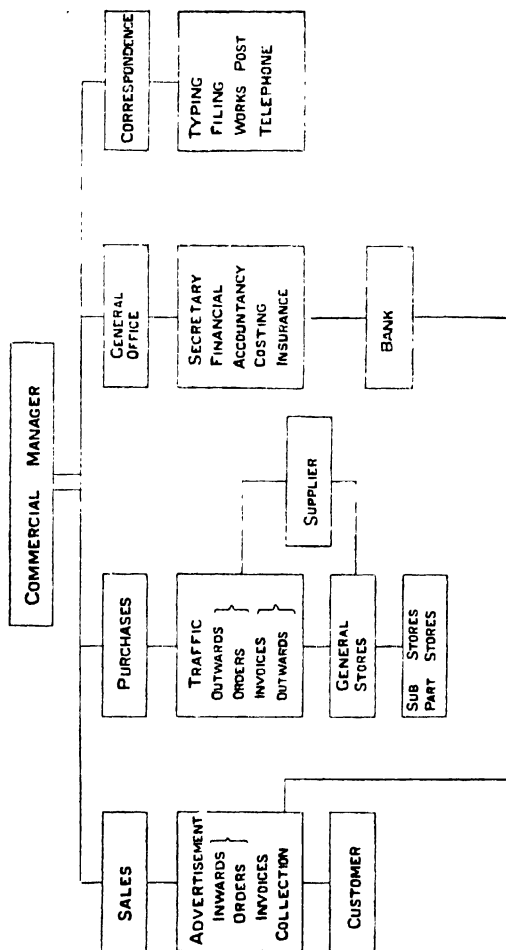 COMMERCIAL MANAGER
SALES
ADVERTISEMENT
INWARDS
ORDERS
INVOICES
COLLECTION
CUSTOMER
PURCHASES
TRAFFIC
OUTWARDS
ORDERS
INVOICES
OUTWARDS
SUPPLIER
GENERAL
STORES
SUB STORES
PART STORES
GENERAL
OFFICE
SECRETARY
FINANCIAL
ACCOUNTANCY
COSTING
INSURANCE
BANK
CORRESPONDENCE
TYPING
FILING
WORKS POST
TELEPHONE